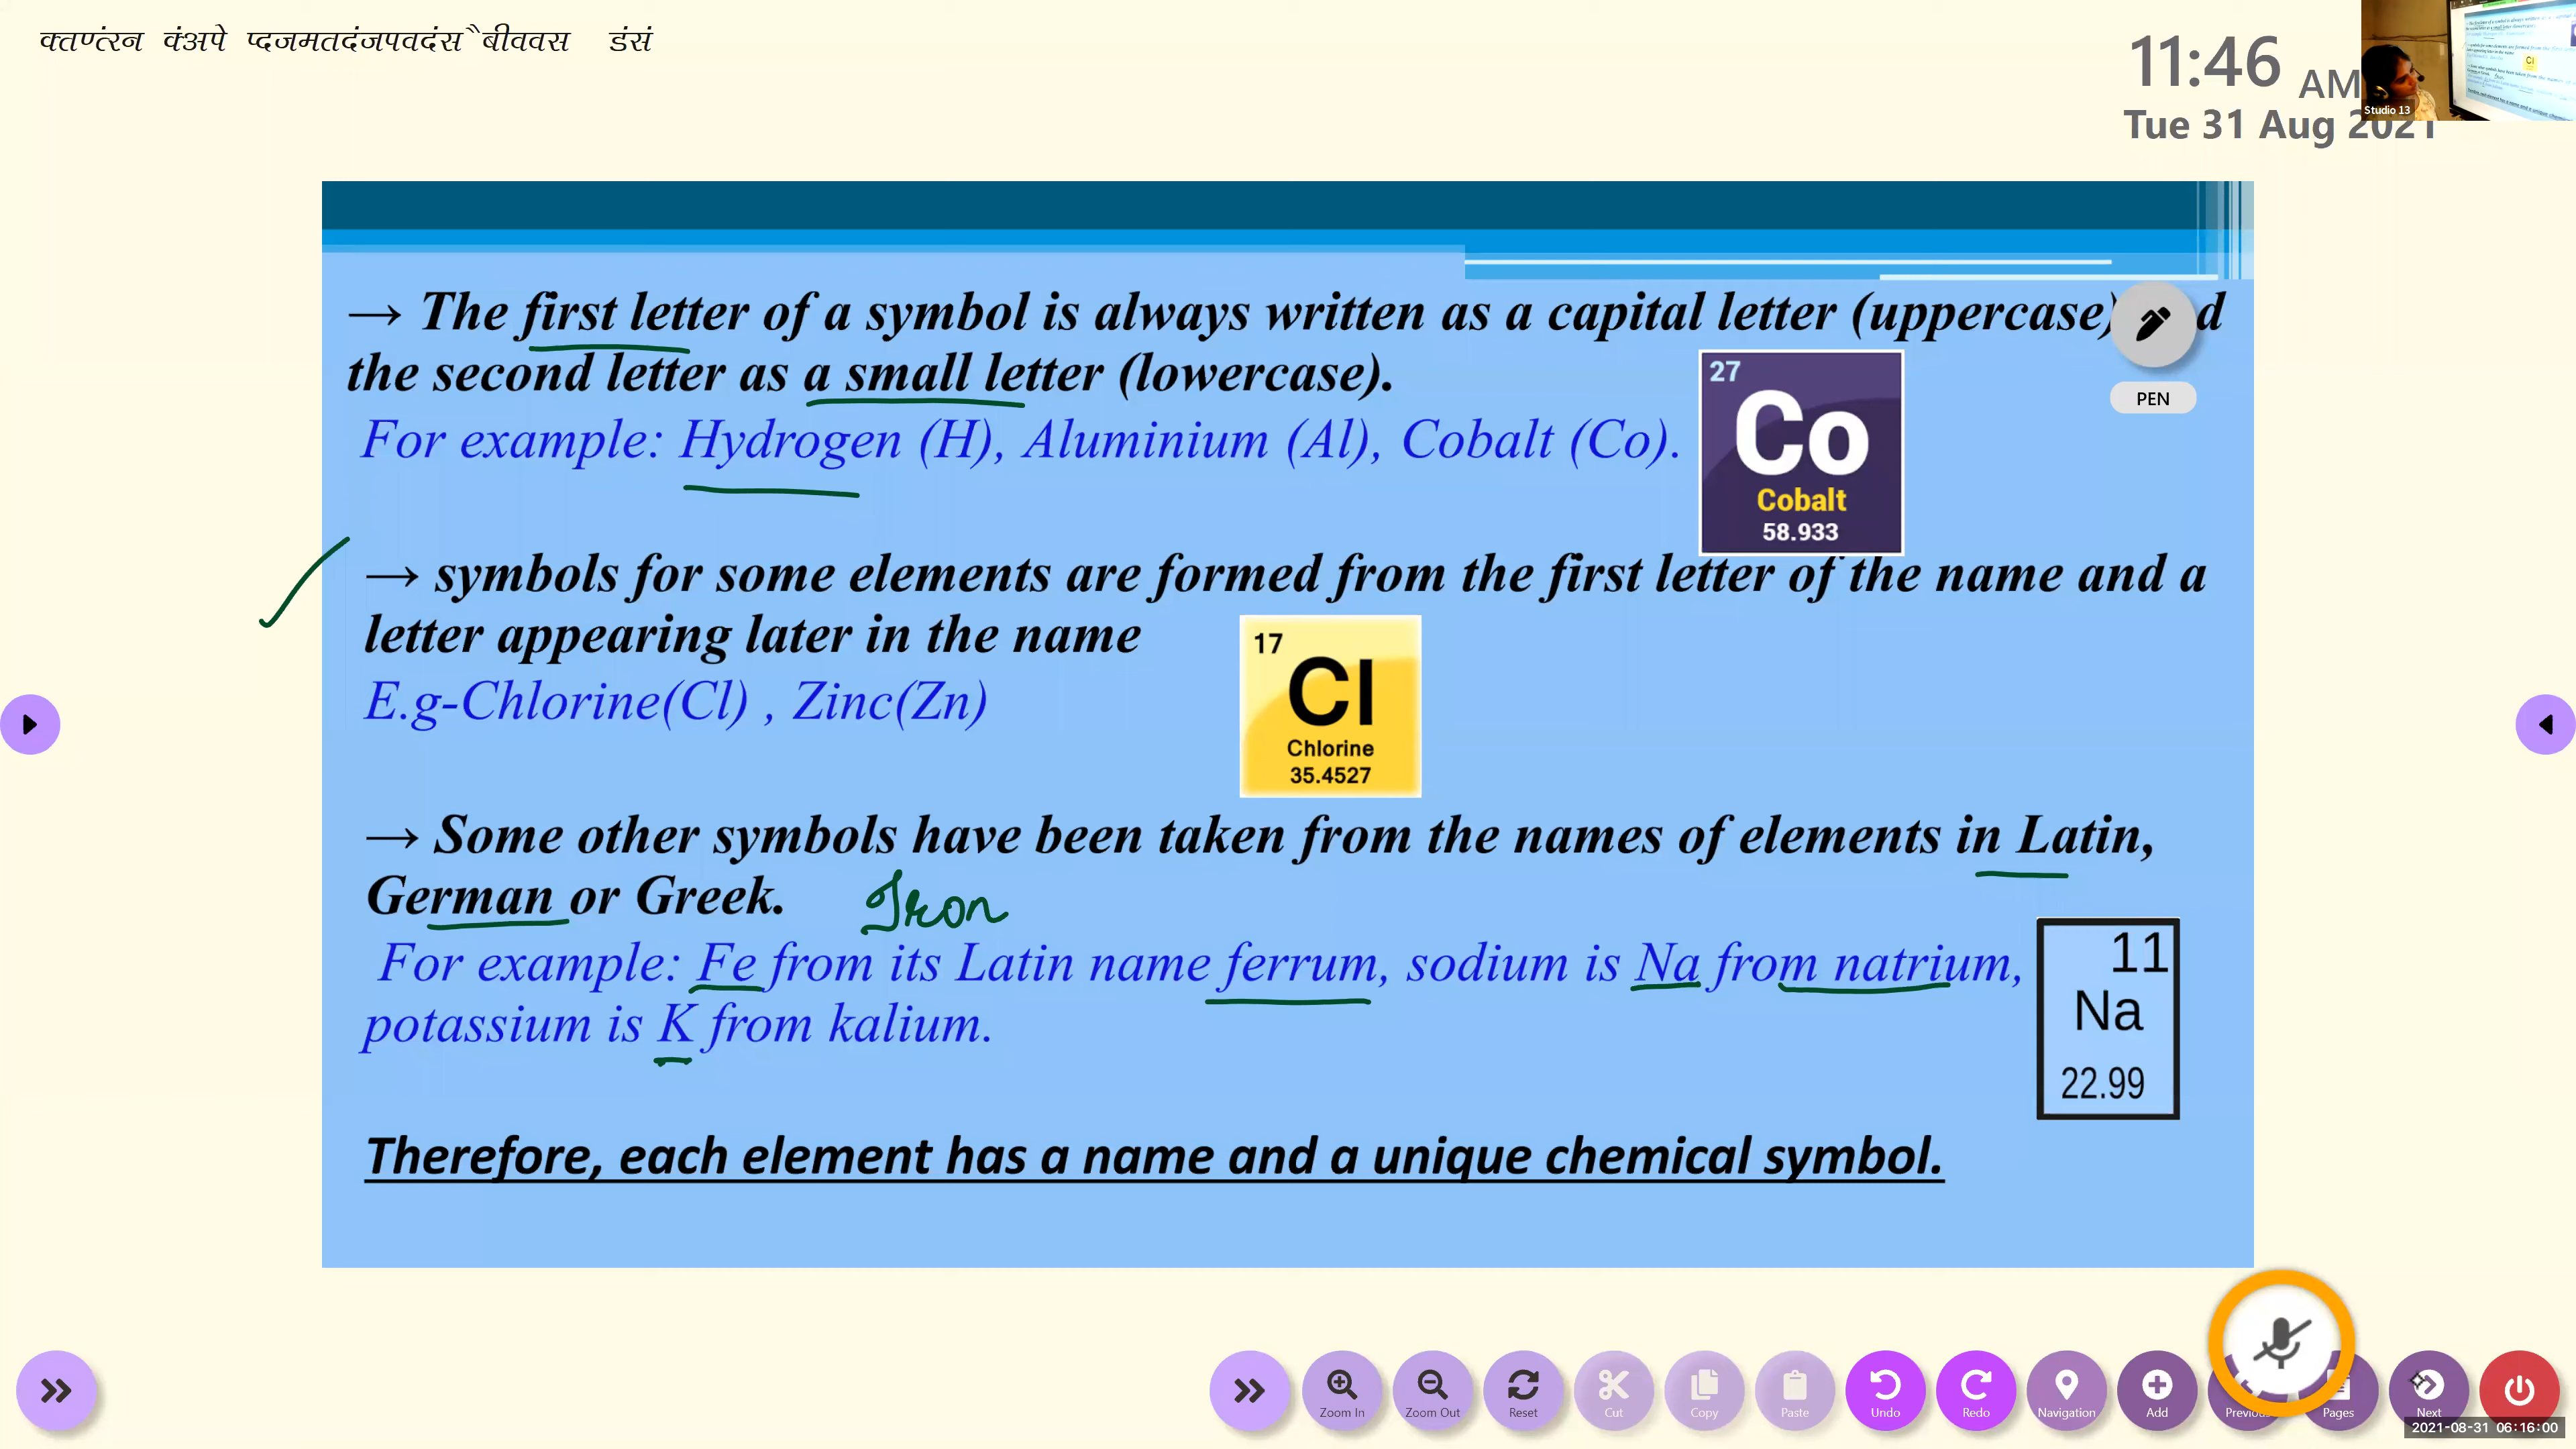 क्तण्ंरन कंअपे प्दजमतदंजपवदंस ैबीववस डंसं
11:46 AM
Tue 31 Aug 2021
Studio 13
→ The first letter of a symbol is always written as a capital letter (uppercase) d
the second letter as a small letter (lowercase).
PEN
For example: Hydrogen (H), Aluminium (Al), Cobalt (Co).
27
Co
Cobalt
58.933
→ symbols for some elements are formed from the first letter of the name and a
letter appearing later in the name
E.g-Chlorine(Cl) , Zinc(Zn)
17
Cl
Chlorine
35.4527
→ Some other symbols have been taken from the names of elements in Latin,
German or Greek. Iron
For example: Fe from its Latin name ferrum, sodium is Na from natrium,
potassium is K from kalium.
11
Na
22.99
Therefore, each element has a name and a unique chemical symbol.
Zoom In Zoom Out Reset Cut Copy Paste Undo Redo Navigation Add Previou Pages Next
2021-08-31 06:16:00